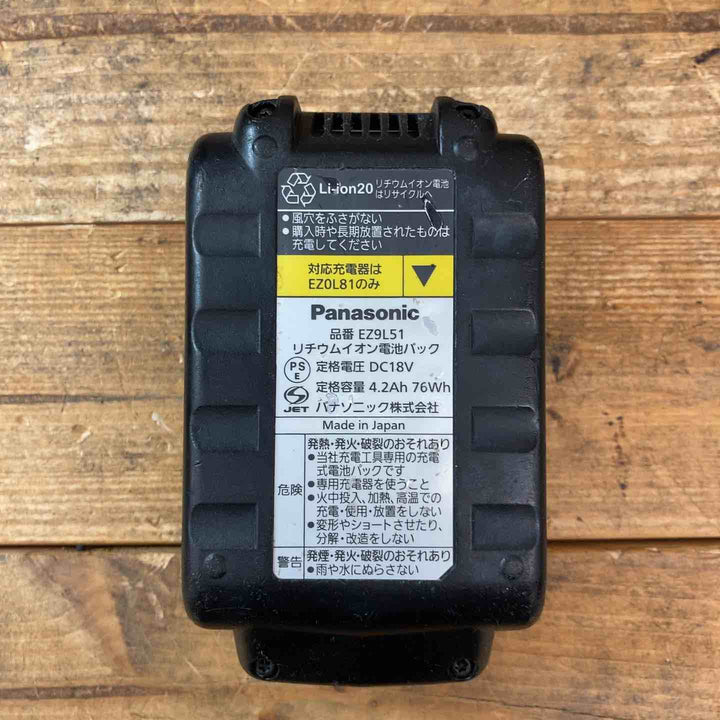 Li-ion20 リチウムイオン電池
はリサイクルへ
●風穴をふさがない
●購入時や長期放置されたものは
充電してください
対応充電器は
EZ0L81のみ
Panasonic
品番 EZ9L51
リチウムイオン電池パック
PS
E
定格電圧 DC18V
定格容量 4.2Ah 76Wh
JET パナソニック株式会社
Made in Japan
危険
発熱・発火・破裂のおそれあり
●当社充電工具専用の充電
式電池パックです
●専用充電器を使うこと
●火中投入、加熱、高温での
充電・使用・放置をしない
●変形やショートさせたり、
分解・改造をしない
警告
発煙・発火・破裂のおそれあり
●雨や水にぬらさない